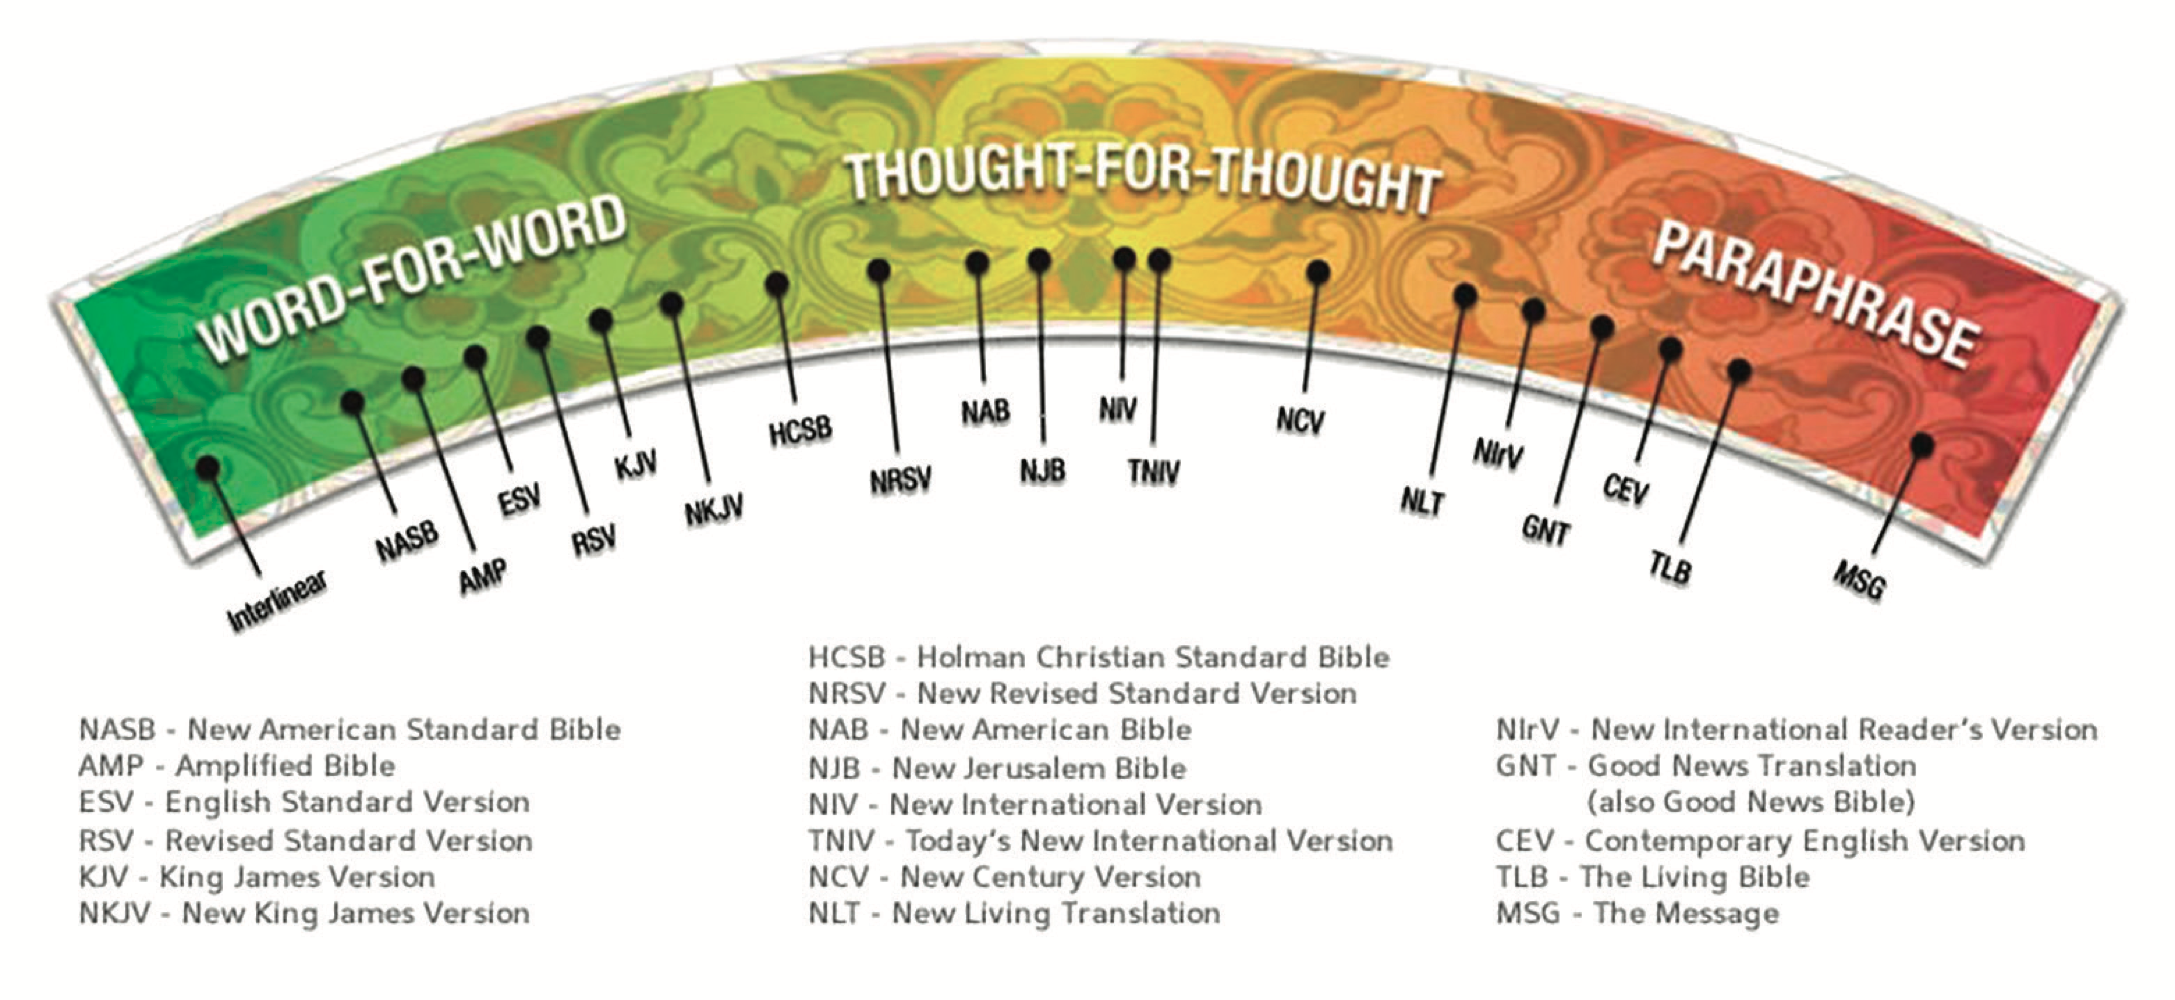 WORD-FOR-WORD
THOUGHT-FOR-THOUGHT
PARAPHRASE
Interlinear
NASB
AMP
ESV
RSV
KJV
NKJV
HCSB
NRSV
NAB
NJB
NIV
TNIV
NCV
NLT
NIrV
GNT
CEV
TLB
MSG
NASB - New American Standard Bible
AMP - Amplified Bible
ESV - English Standard Version
RSV - Revised Standard Version
KJV - King James Version
NKJV - New King James Version
HCSB - Holman Christian Standard Bible
NRSV - New Revised Standard Version
NAB - New American Bible
NJB - New Jerusalem Bible
NIV - New International Version
TNIV - Today's New International Version
NCV - New Century Version
NLT - New Living Translation
NIrV - New International Reader's Version
GNT - Good News Translation
(also Good News Bible)
CEV - Contemporary English Version
TLB - The Living Bible
MSG - The Message